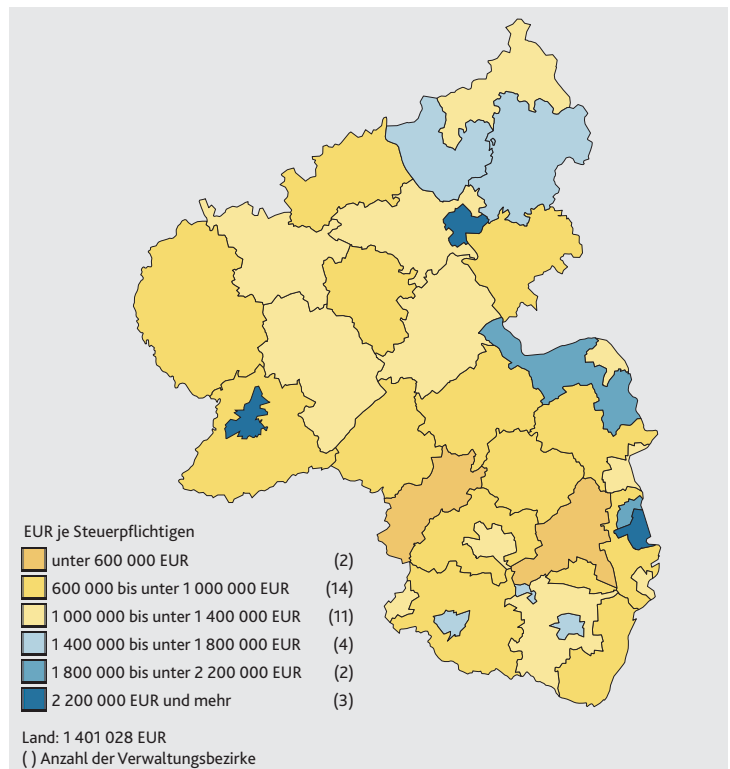 EUR je Steuerpflichtigen
unter 600 000 EUR (2)
600 000 bis unter 1 000 000 EUR (14)
1 000 000 bis unter 1 400 000 EUR (11)
1 400 000 bis unter 1 800 000 EUR (4)
1 800 000 bis unter 2 200 000 EUR (2)
2 200 000 EUR und mehr (3)
Land: 1 401 028 EUR
( ) Anzahl der Verwaltungsbezirke